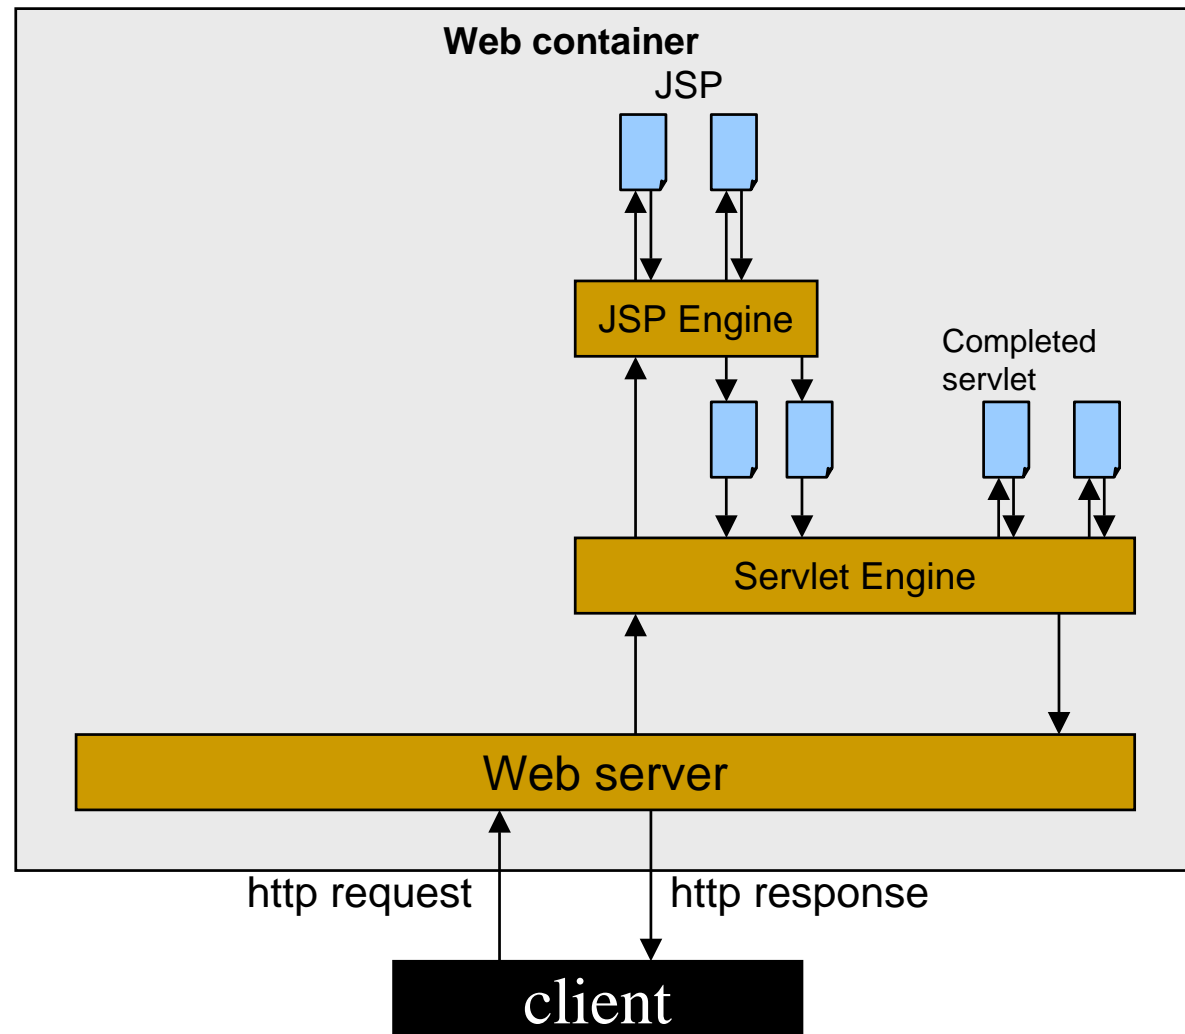 Web container
JSP
JSP Engine
Completed
servlet
Servlet Engine
Web server
http request
http response
client